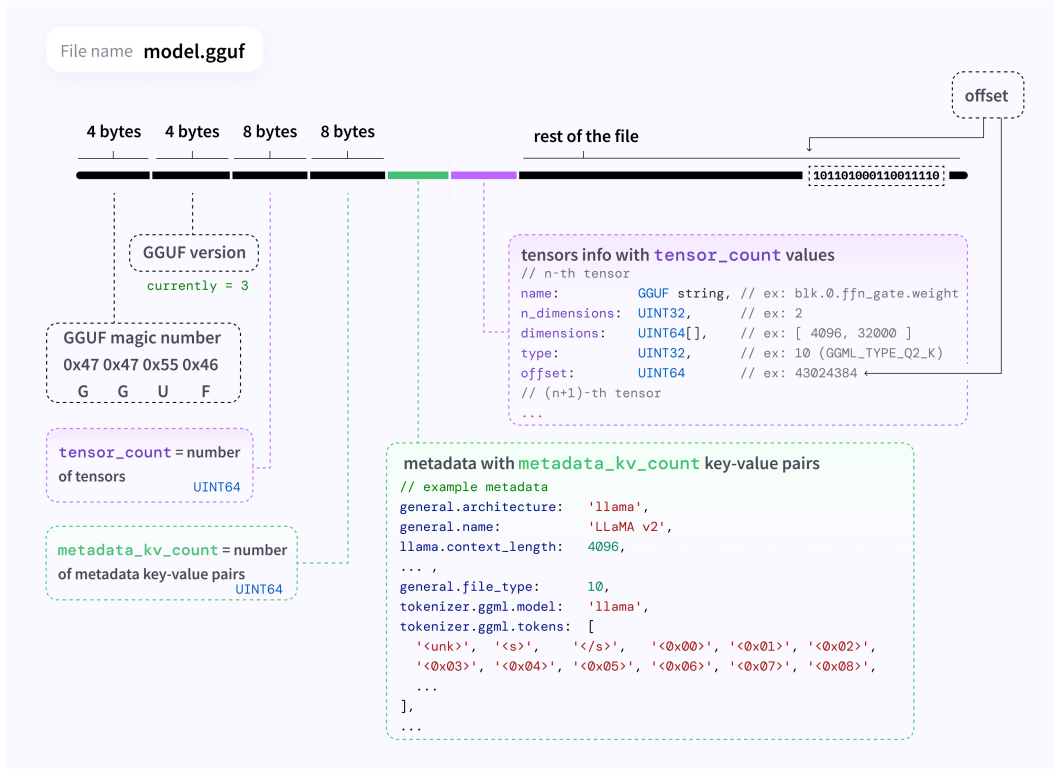 File name model.gguf
offset
4 bytes 4 bytes 8 bytes 8 bytes rest of the file
101101000110011110
GGUF version
currently = 3
GGUF magic number
0x47 0x47 0x55 0x46
G G U F
tensor_count = number
of tensors
UINT64
metadata_kv_count = number
of metadata key-value pairs
UINT64
tensors info with tensor_count values
// n-th tensor
name: GGUF string, // ex: blk.0.ffn_gate.weight
n_dimensions: UINT32, // ex: 2
dimensions: UINT64[], // ex: [ 4096, 32000 ]
type: UINT32, // ex: 10 (GGML_TYPE_Q2_K)
offset: UINT64 // ex: 43024384
// (n+1)-th tensor
...
metadata with metadata_kv_count key-value pairs
// example metadata
general.architecture: 'llama',
general.name: 'LLaMA v2',
llama.context_length: 4096,
... ,
general.file_type: 10,
tokenizer.ggml.model: 'llama',
tokenizer.ggml.tokens: [
'<unk>', '<s>', '</s>', '<0x00>', '<0x01>', '<0x02>',
'<0x03>', '<0x04>', '<0x05>', '<0x06>', '<0x07>', '<0x08>',
...
],
...